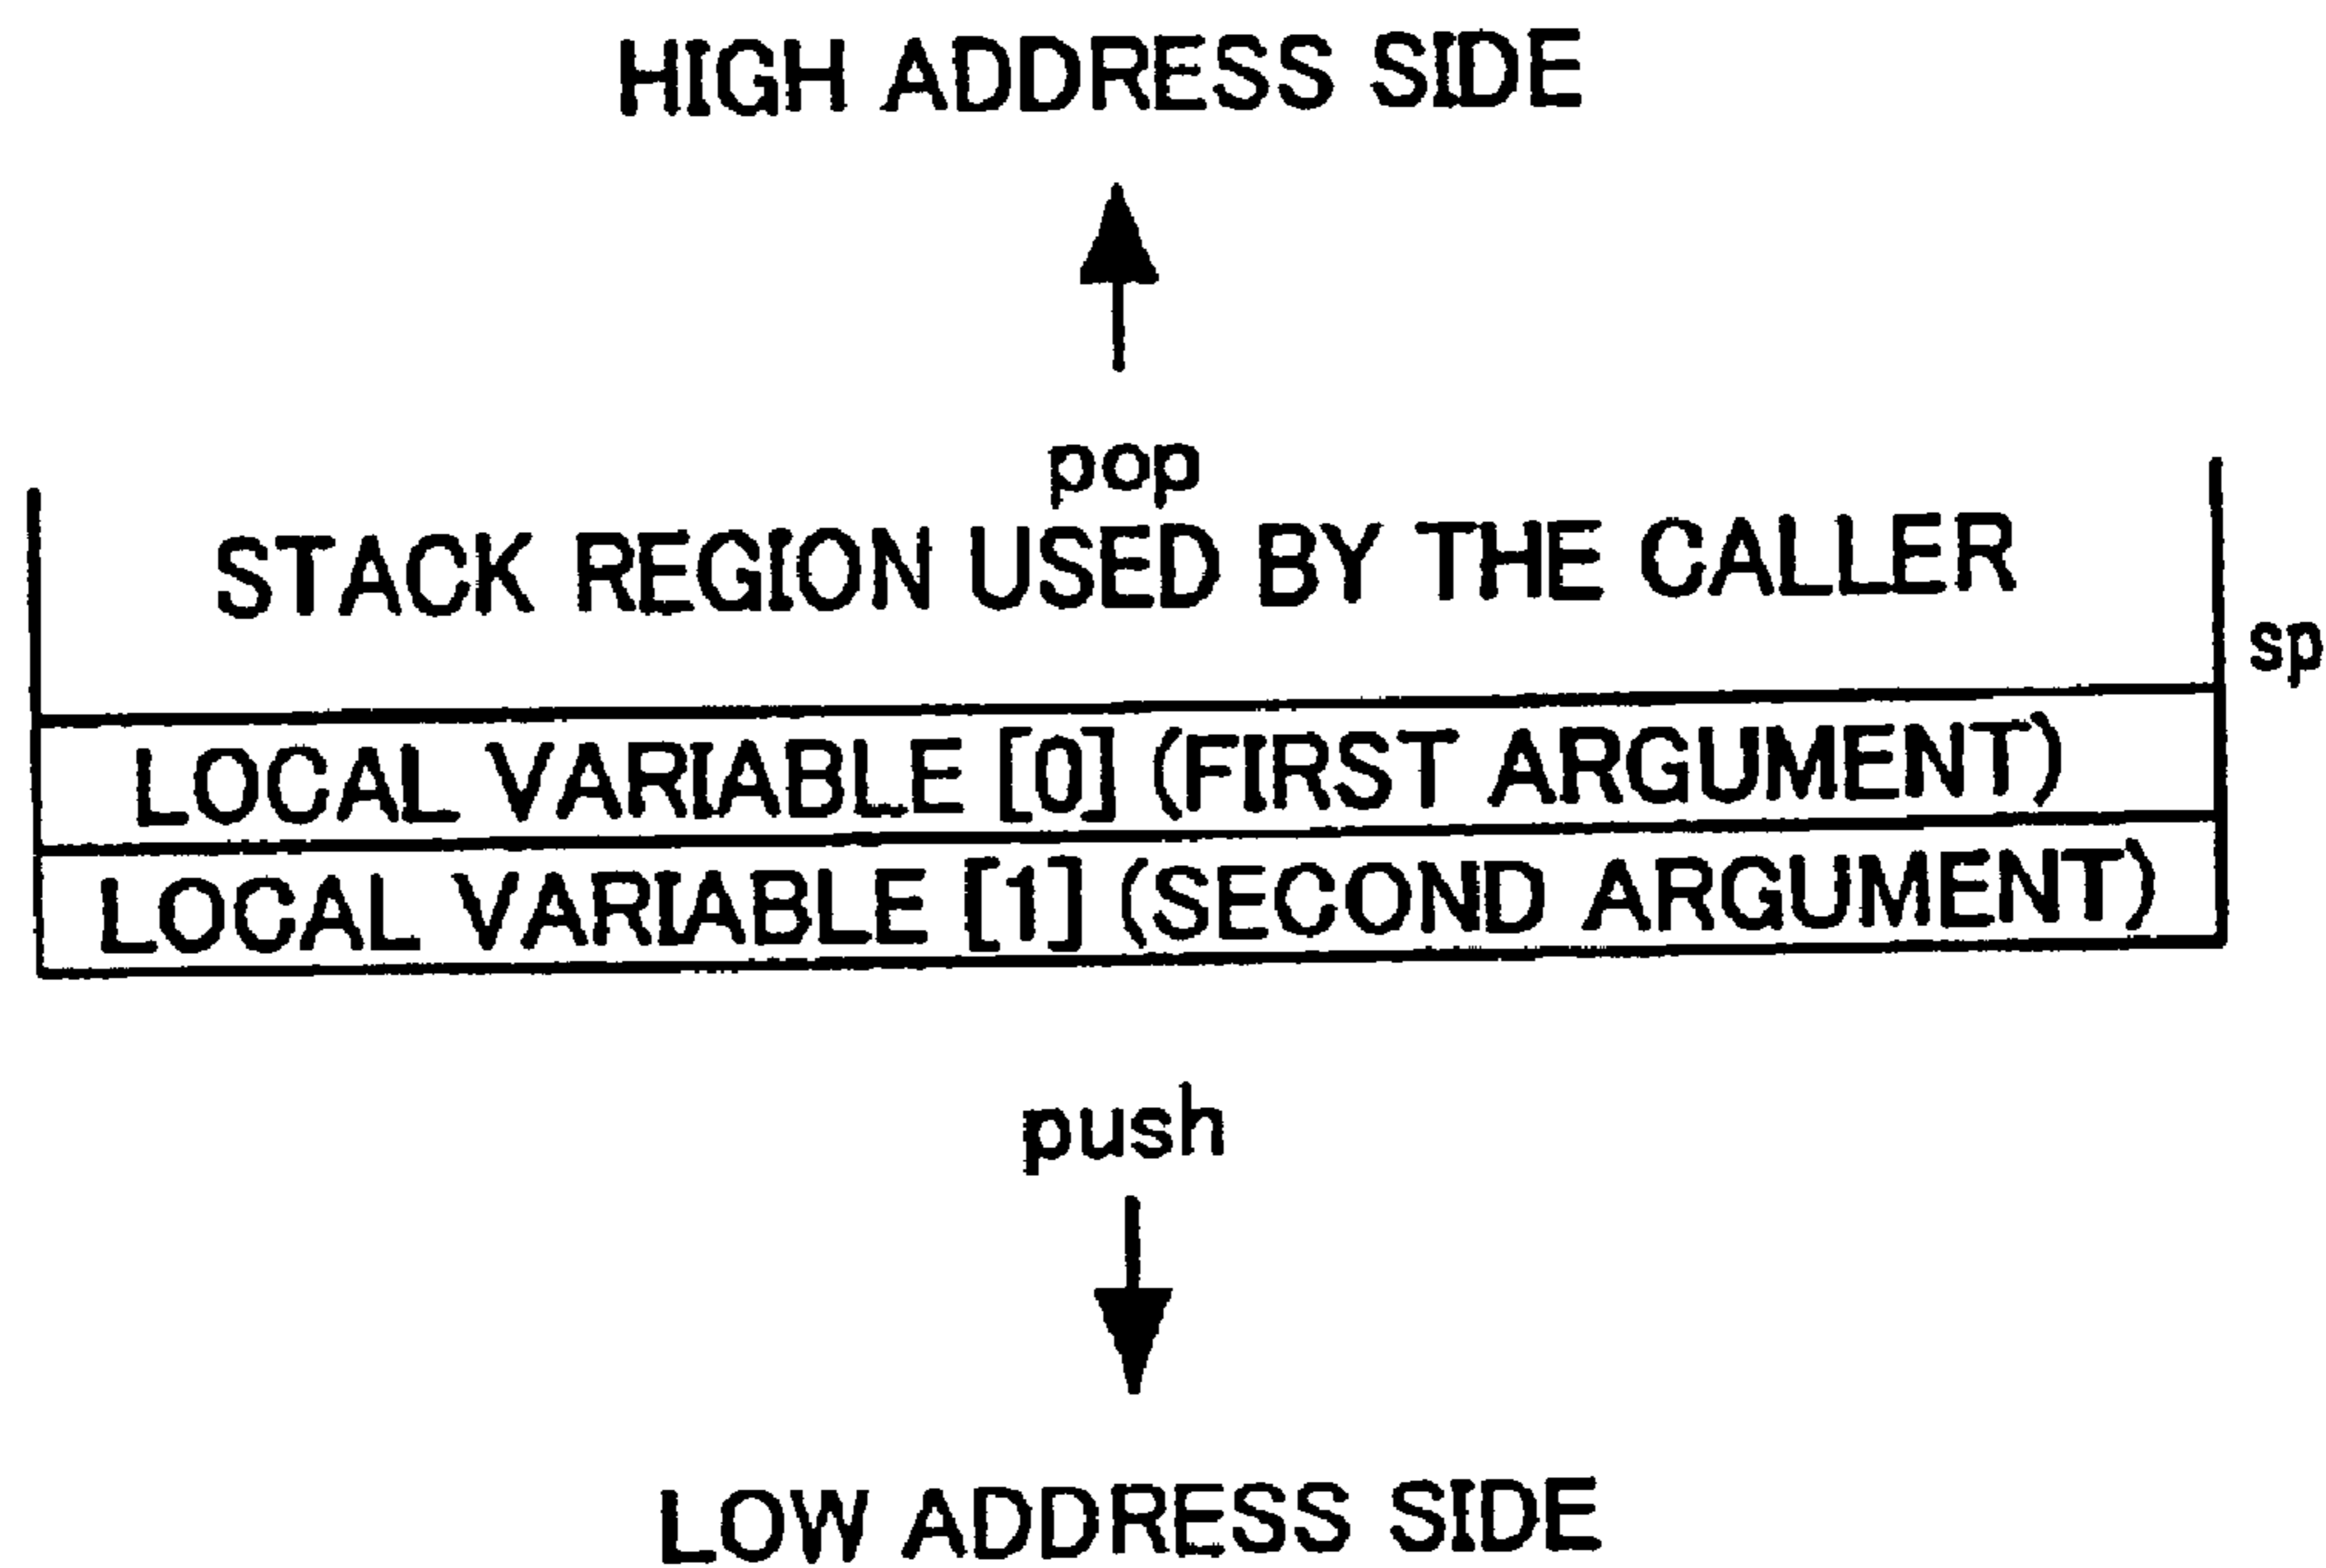 HIGH ADDRESS SIDE
pop
STACK REGION USED BY THE CALLER
sp
LOCAL VARIABLE [0] (FIRST ARGUMENT)
LOCAL VARIABLE [1] (SECOND ARGUMENT)
push
LOW ADDRESS SIDE